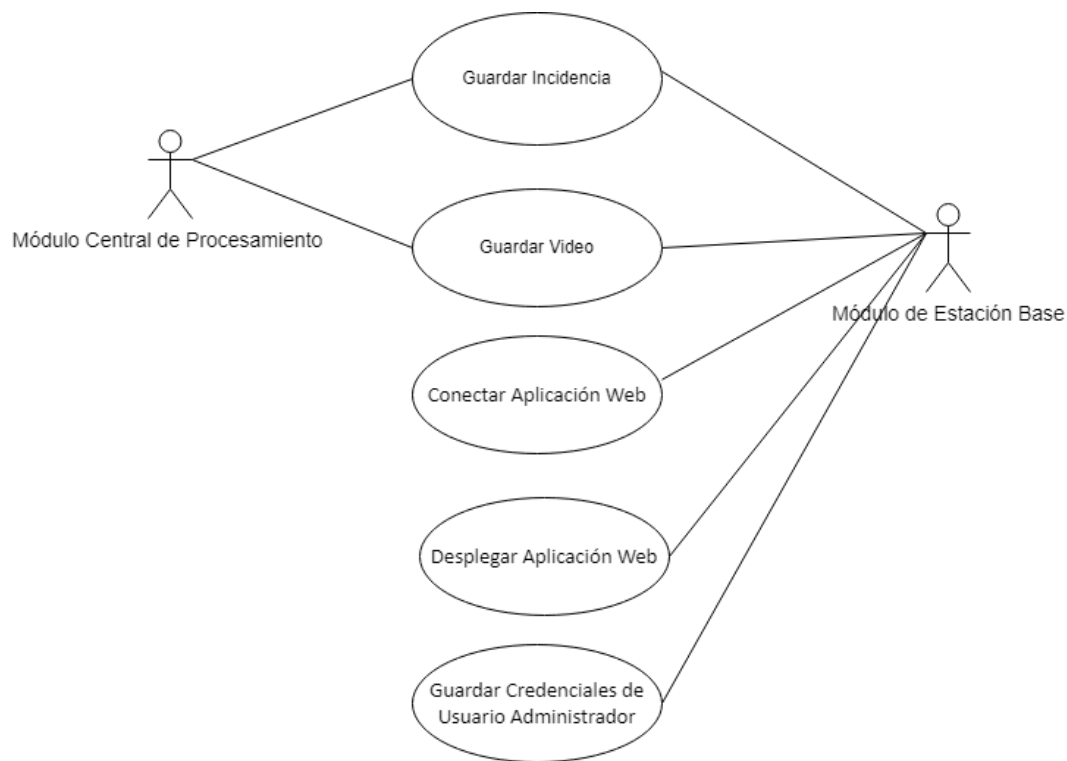 Guardar Incidencia
Módulo Central de Procesamiento
Guardar Video
Módulo de Estación Base
Conectar Aplicación Web
Desplegar Aplicación Web
Guardar Credenciales de
Usuario Administrador